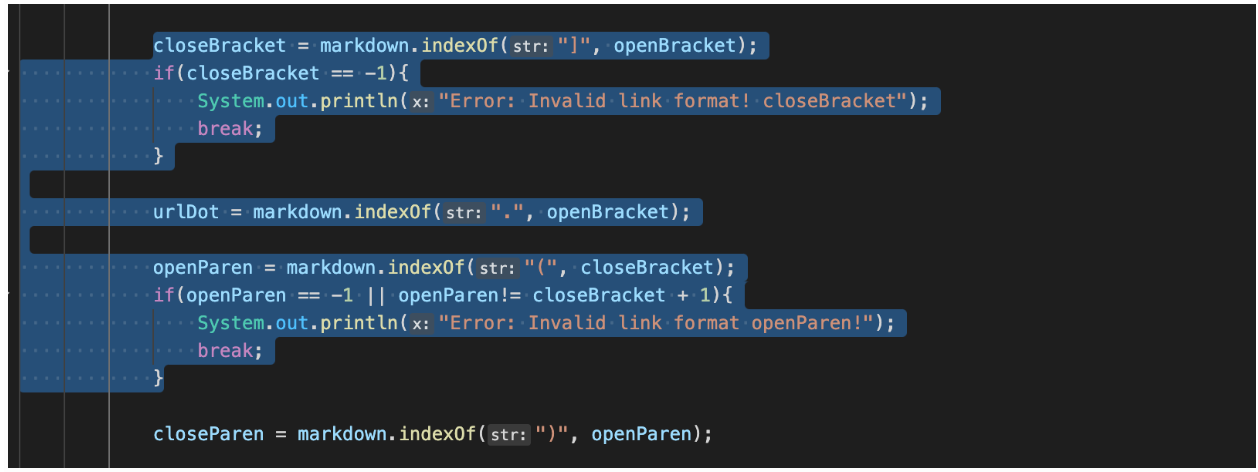 closeBracket = markdown.indexOf(str: "]", openBracket);
if(closeBracket == -1){
System.out.println(x: "Error: Invalid link format! closeBracket");
break;
}
urlDot = markdown.indexOf(str: ".", openBracket);
openParen = markdown.indexOf(str: "(", closeBracket);
if(openParen == -1 || openParen!= closeBracket + 1){
System.out.println(x: "Error: Invalid link format openParen!");
break;
}
closeParen = markdown.indexOf(str: ")", openParen);